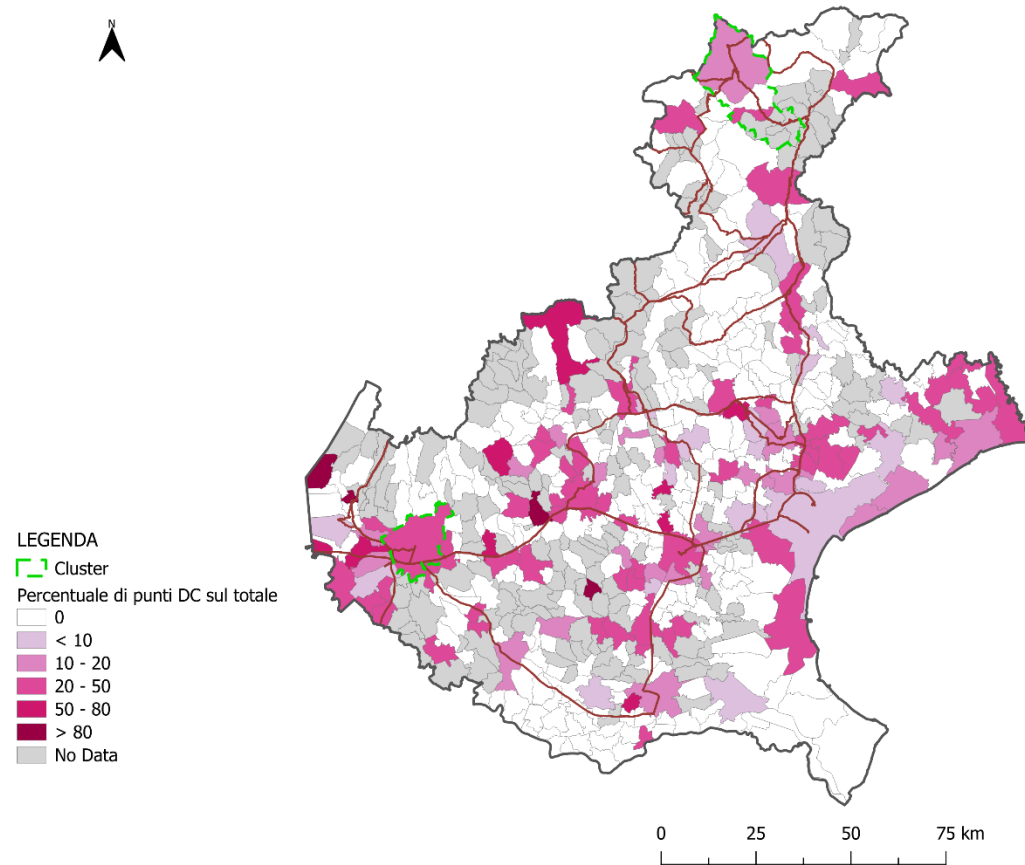 N
LEGENDA
Cluster
Percentuale di punti DC sul totale
0
< 10
10 - 20
20 - 50
50 - 80
> 80
No Data
0 25 50 75 km